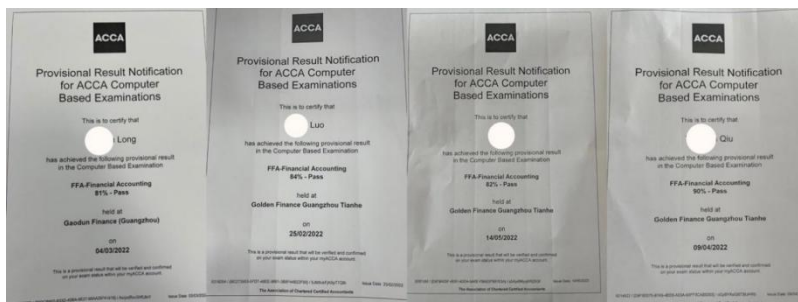 ACCA
Provisional Result Notification
for ACCA Computer
Based Examinations
This is to certify that
Long
has achieved the following provisional result
in the Computer Based Examination
FFA-Financial Accounting
81% - Pass
held at
Gaodun Finance (Guangzhou)
on
04/03/2022
This is a provisional result that will be verified and confirmed
on your exam status within your myACCA account.
ACCA
Provisional Result Notification
for ACCA Computer
Based Examinations
This is to certify that
Luo
has achieved the following provisional result
in the Computer Based Examination
FFA-Financial Accounting
84% - Pass
held at
Golden Finance Guangzhou Tianhe
on
25/02/2022
This is a provisional result that will be verified and confirmed
on your exam status within your myACCA account.
The Association of Chartered Certified Accountants
ACCA
Provisional Result Notification
for ACCA Computer
Based Examinations
This is to certify that
has achieved the following provisional result
in the Computer Based Examination
FFA-Financial Accounting
82% - Pass
held at
Golden Finance Guangzhou Tianhe
on
14/05/2022
This is a provisional result that will be verified and confirmed
on your exam status within your myACCA account.
The Association of Chartered Certified Accountants
ACCA
Provisional Result Notification
for ACCA Computer
Based Examinations
This is to certify that
Qiu
has achieved the following provisional result
in the Computer Based Examination
FFA-Financial Accounting
90% - Pass
held at
Golden Finance Guangzhou Tianhe
on
09/04/2022
This is a provisional result that will be verified and confirmed
on your exam status within your myACCA account.
The Association of Chartered Certified Accountants